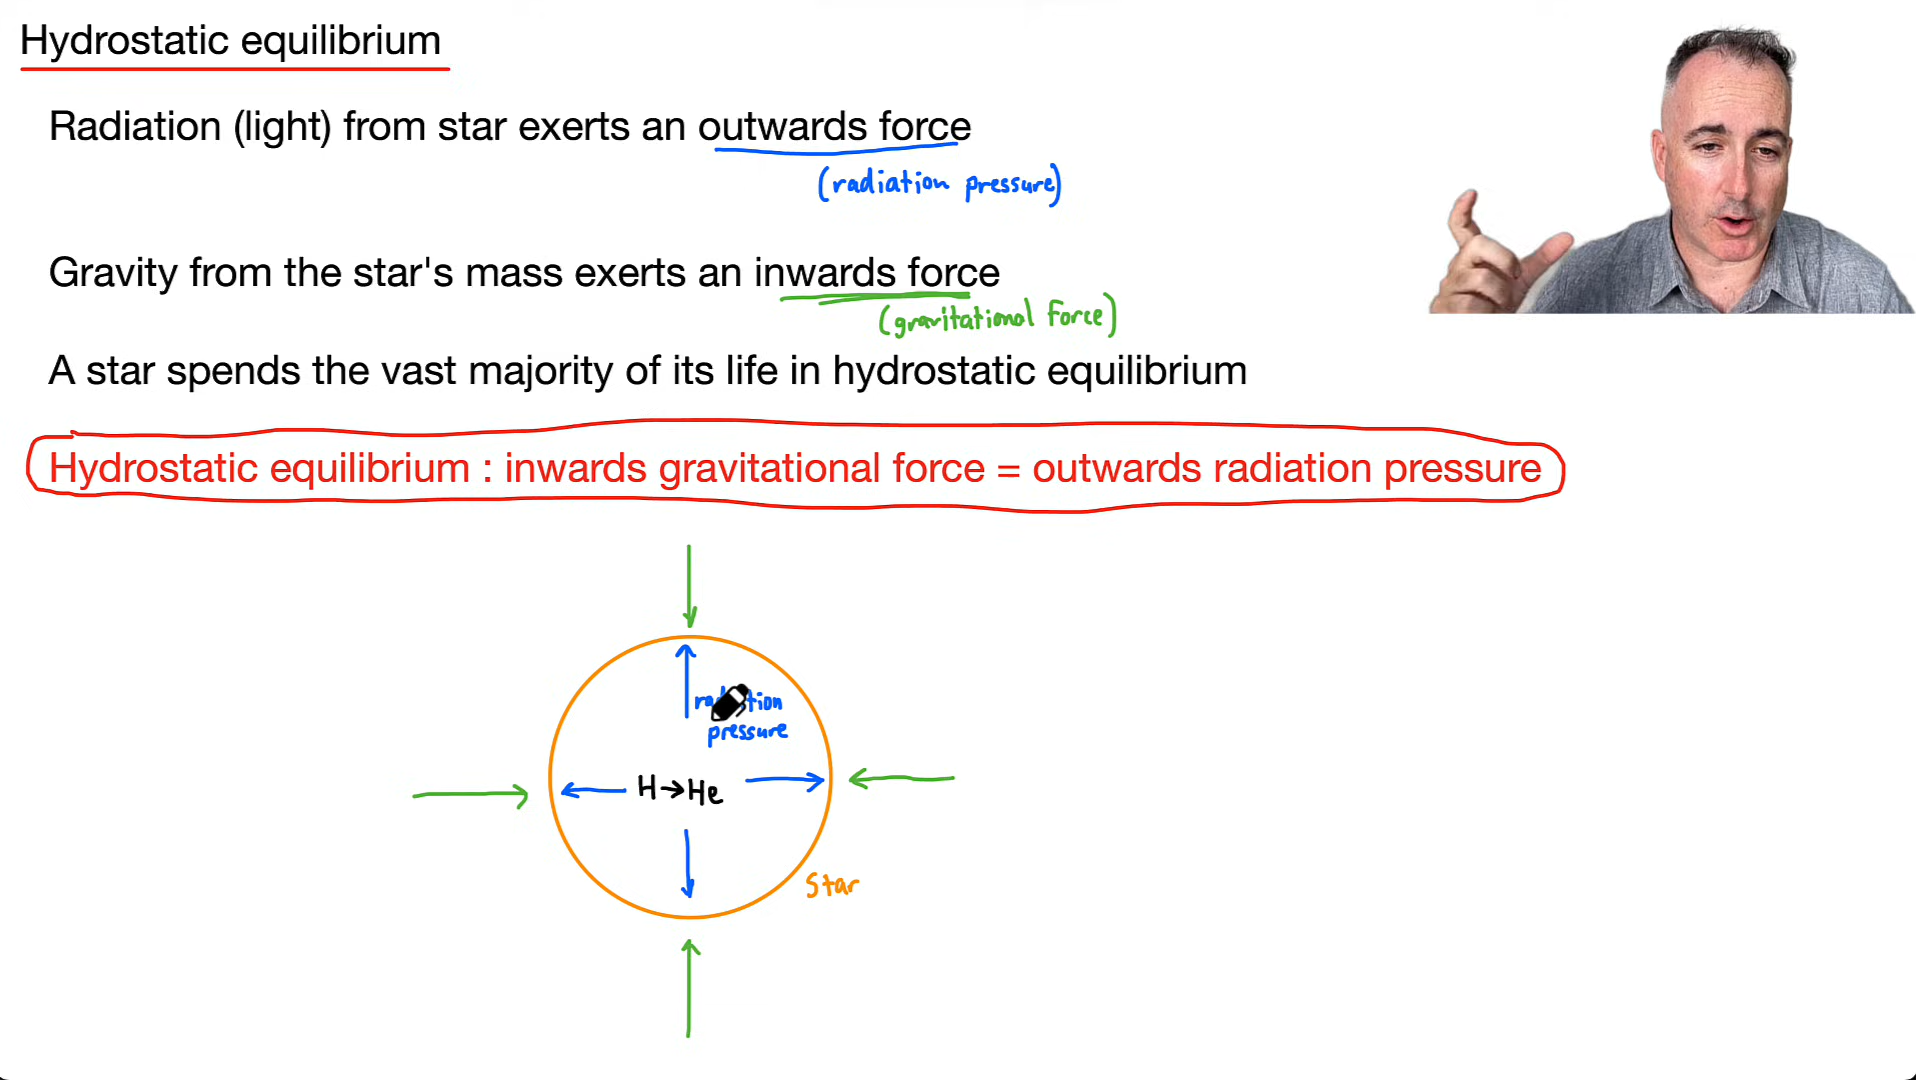 Hydrostatic equilibrium
Radiation (light) from star exerts an outwards force
(radiation pressure)
Gravity from the star's mass exerts an inwards force
(gravitational force)
A star spends the vast majority of its life in hydrostatic equilibrium
Hydrostatic equilibrium : inwards gravitational force = outwards radiation pressure
pressure
H→He
Star